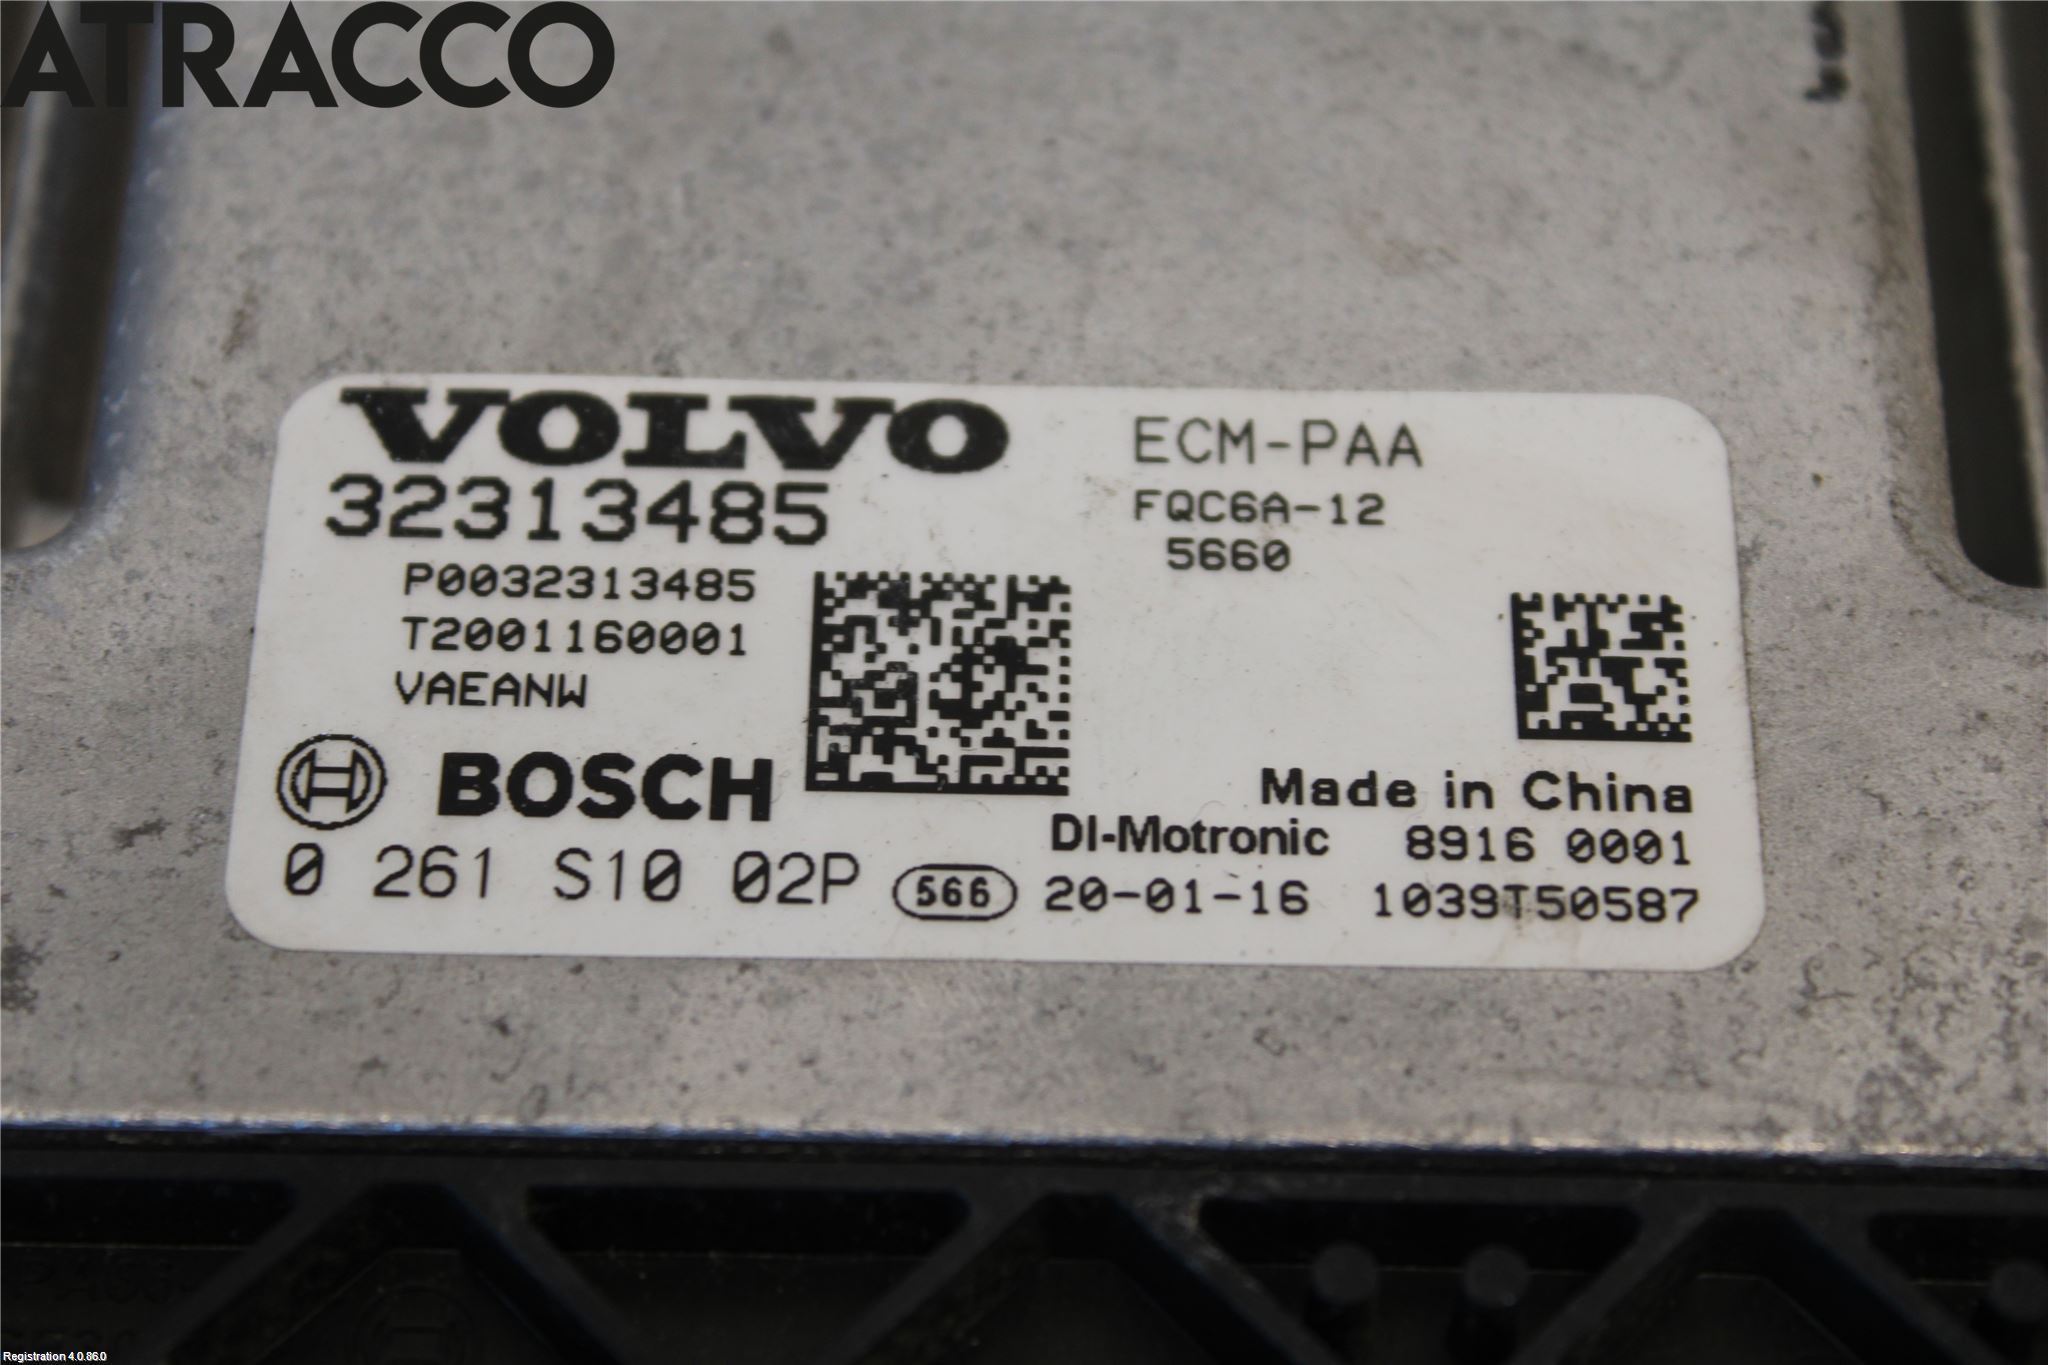 ATRACCO
VOLVO
32313485
P0032313485
T2001160001
VAEANW
BOSCH
0 261 S10 02P
566
ECM-PAA
FQC6A-12
5660
Made in China
DI-Motronic 8916 0001
20-01-16 1039T50587
Registration 4.0.86.0